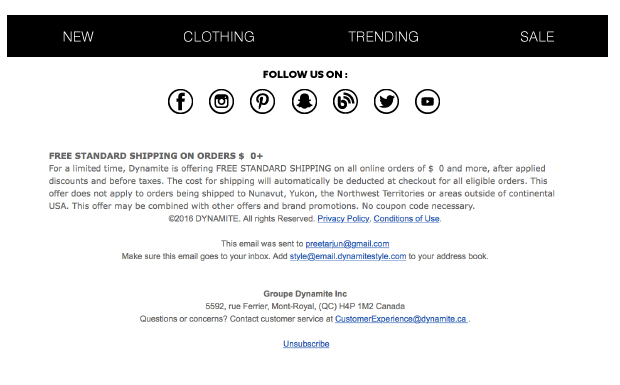 NEW CLOTHING TRENDING SALE
FOLLOW US ON :
FREE STANDARD SHIPPING ON ORDERS $ 0+
For a limited time, Dynamite is offering FREE STANDARD SHIPPING on all online orders of $ 0 and more, after applied
discounts and before taxes. The cost for shipping will automatically be deducted at checkout for all eligible orders. This
offer does not apply to orders being shipped to Nunavut, Yukon, the Northwest Territories or areas outside of continental
USA. This offer may be combined with other offers and brand promotions. No coupon code necessary.
©2016 DYNAMITE. All rights Reserved. Privacy Policy. Conditions of Use.
This email was sent to preetarjun@gmail.com
Make sure this email goes to your inbox. Add style@email.dynamitestyle.com to your address book.
Groupe Dynamite Inc
5592, rue Ferrier, Mont-Royal, (QC) H4P 1M2 Canada
Questions or concerns? Contact customer service at CustomerExperience@dynamite.ca .
Unsubscribe